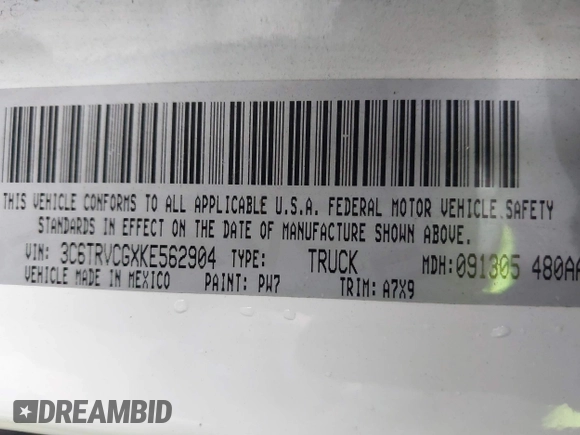 THIS VEHICLE CONFORMS TO ALL APPLICABLE U.S.A. FEDERAL MOTOR VEHICLE SAFETY
STANDARDS IN EFFECT ON THE DATE OF MANUFACTURE SHOWN ABOVE.
VIN: 3C6TRVCGXKE562904 TYPE: TRUCK MDH:091305 480AA
VEHICLE MADE IN MEXICO PAINT: PW7 TRIM: A7X9
DREAMBID